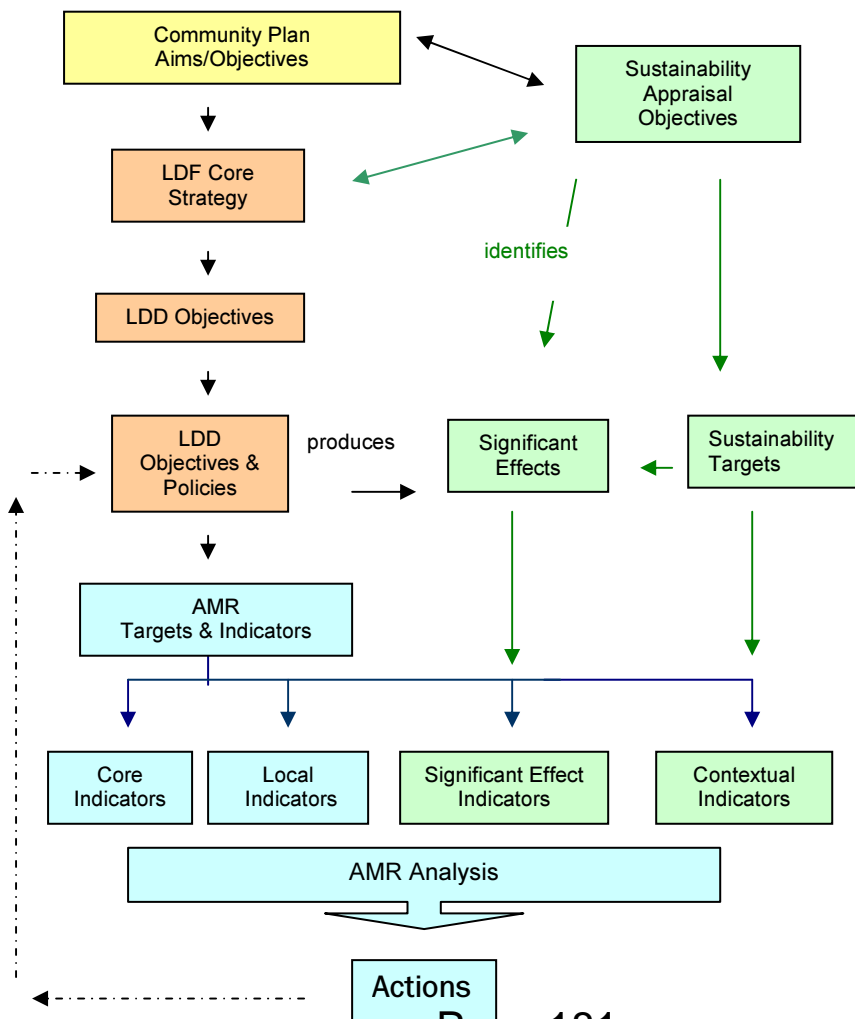 Community Plan
Aims/Objectives
Sustainability
Appraisal
Objectives
LDF Core
Strategy
identifies
LDD Objectives
LDD
Objectives &
Policies
produces
Significant
Effects
Sustainability
Targets
AMR
Targets & Indicators
Core
Indicators
Local
Indicators
Significant Effect
Indicators
Contextual
Indicators
AMR Analysis
Actions